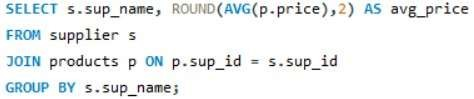 SELECT s.sup_name, ROUND(AVG(p.price),2) AS avg_price
FROM supplier s
JOIN products p ON p.sup_id = s.sup_id
GROUP BY s.sup_name;